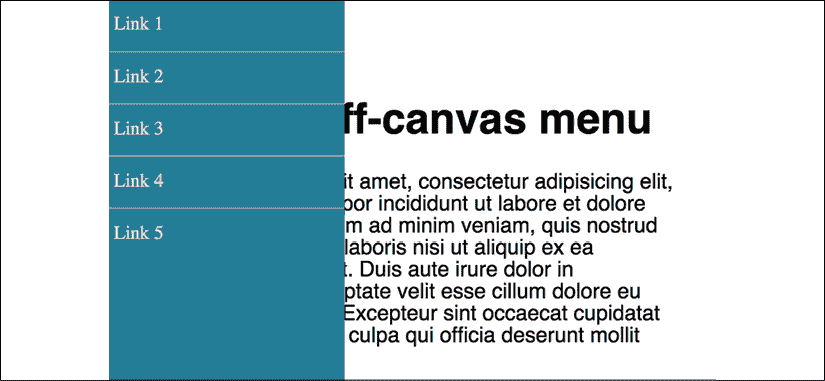 Link 1
Link 2
Link 3
Link 4
Link 5
ff-canvas menu
it amet, consectetur adipisicing elit,
por incididunt ut labore et dolore
m ad minim veniam, quis nostrud
laboris nisi ut aliquip ex ea
t. Duis aute irure dolor in
ptate velit esse cillum dolore eu
Excepteur sint occaecat cupidatat
culpa qui officia deserunt mollit